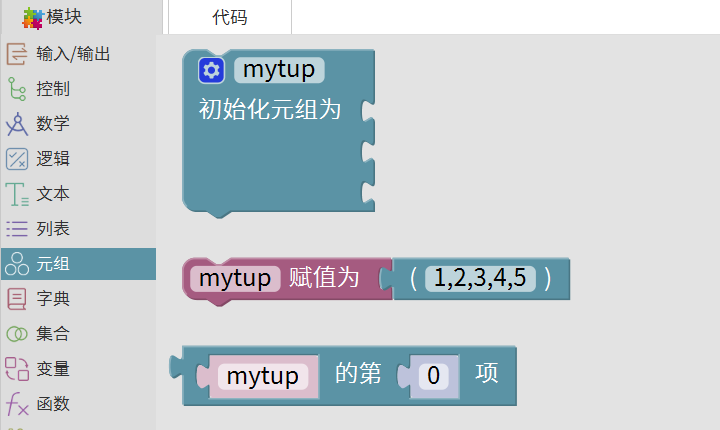 模块
代码
输入/输出
控制
数学
逻辑
文本
列表
元组
字典
集合
变量
函数
mytup
初始化元组为
mytup 赋值为 ( 1,2,3,4,5 )
mytup 的第 0 项